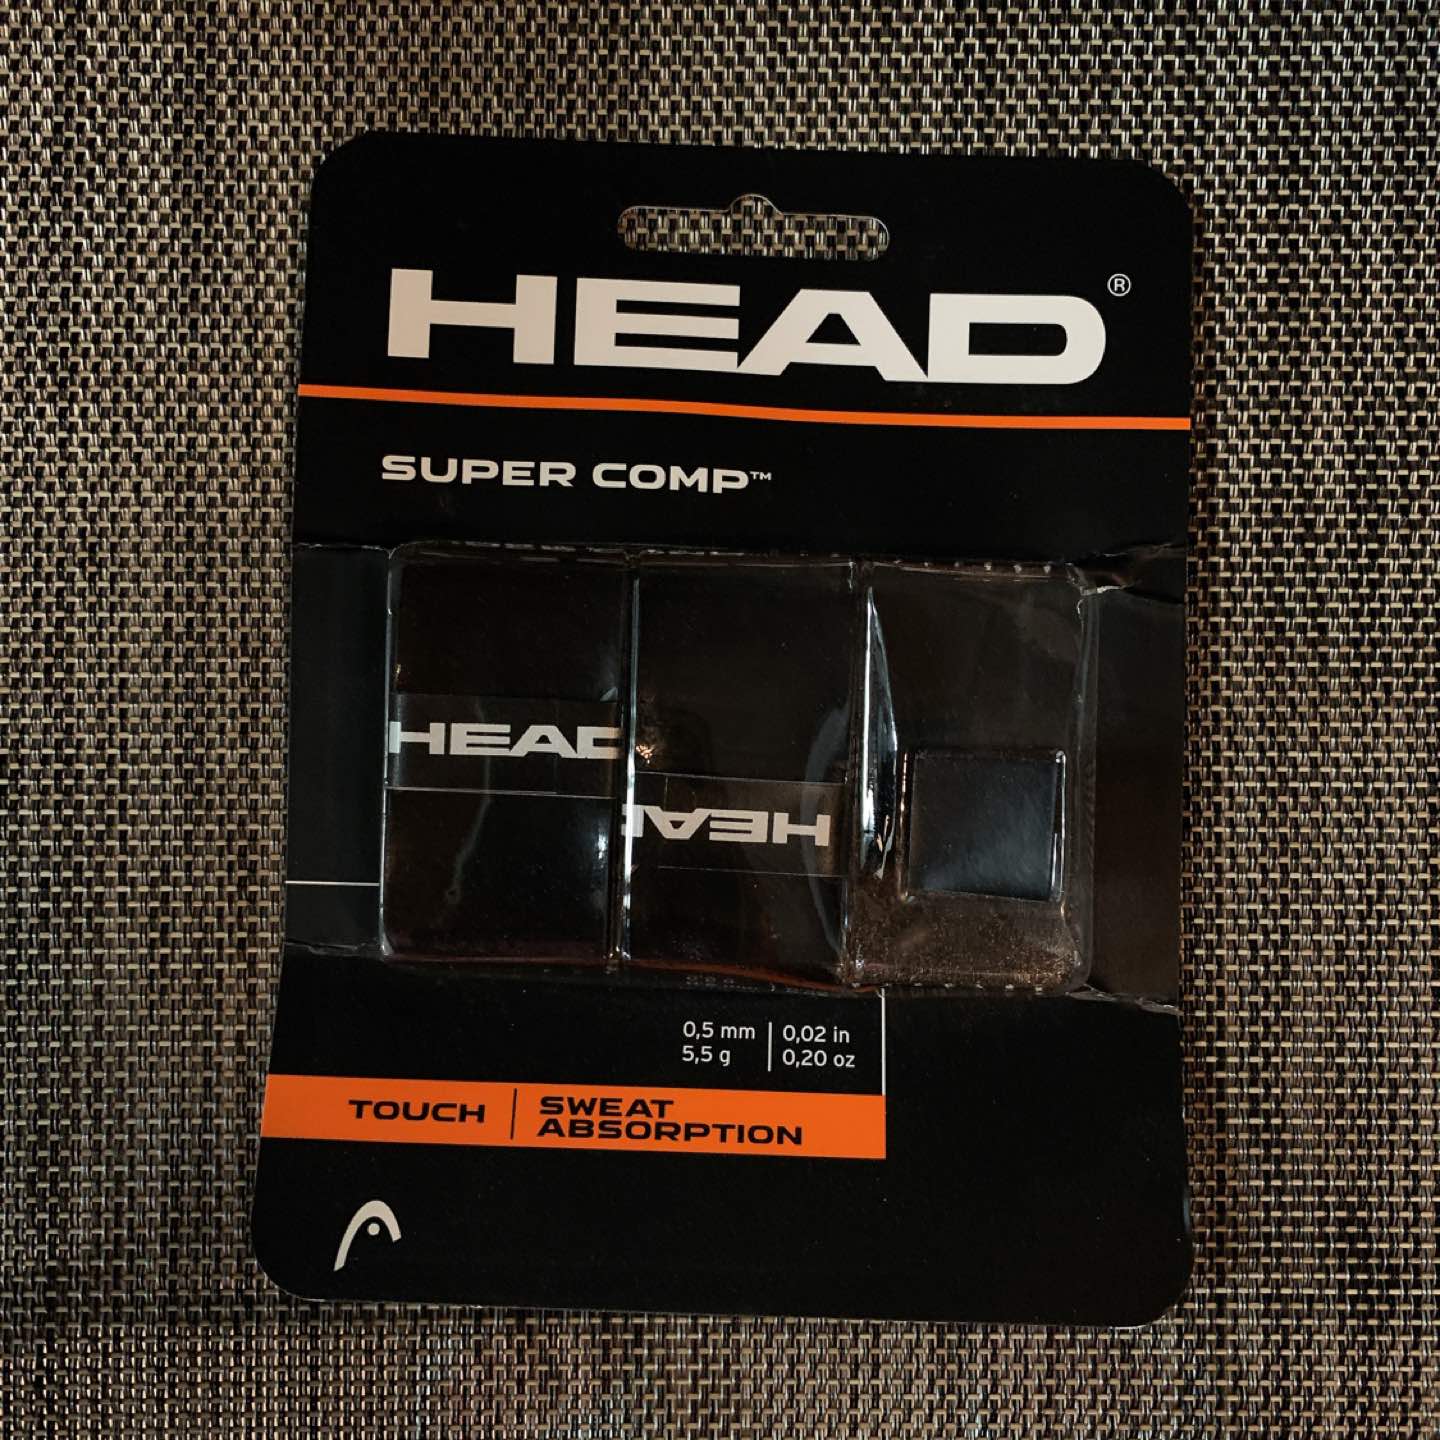 HEAD®
SUPER COMP™
HEAD
HEAD
0,5 mm | 0,02 in
5,5 g | 0,20 oz
TOUCH | SWEAT
ABSORPTION